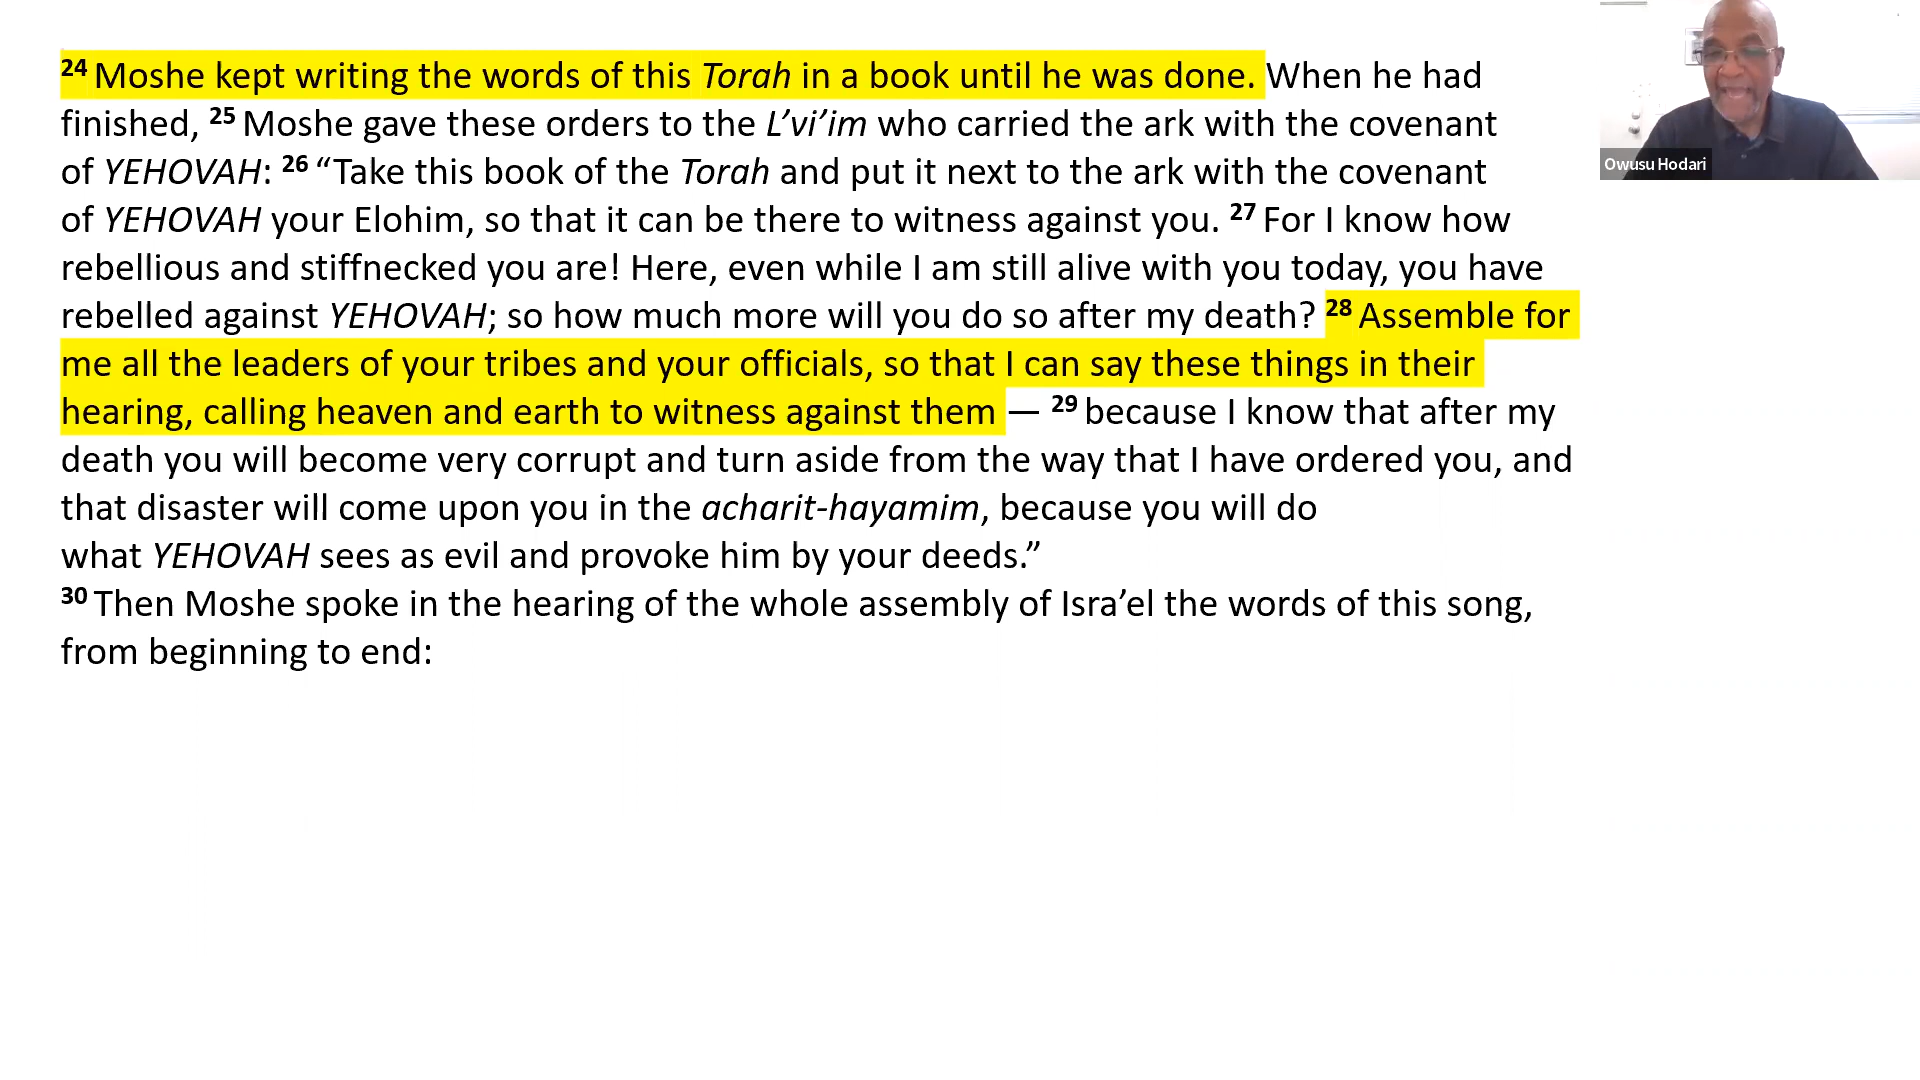 24 Moshe kept writing the words of this Torah in a book until he was done. When he had
finished, 25 Moshe gave these orders to the L’vi’im who carried the ark with the covenant
of YEHOVAH: 26 “Take this book of the Torah and put it next to the ark with the covenant
of YEHOVAH your Elohim, so that it can be there to witness against you. 27 For I know how
rebellious and stiffnecked you are! Here, even while I am still alive with you today, you have
rebelled against YEHOVAH; so how much more will you do so after my death? 28 Assemble for
me all the leaders of your tribes and your officials, so that I can say these things in their
hearing, calling heaven and earth to witness against them — 29 because I know that after my
death you will become very corrupt and turn aside from the way that I have ordered you, and
that disaster will come upon you in the acharit-hayamim, because you will do
what YEHOVAH sees as evil and provoke him by your deeds.”
30 Then Moshe spoke in the hearing of the whole assembly of Isra’el the words of this song,
from beginning to end:
Owusu Hodari